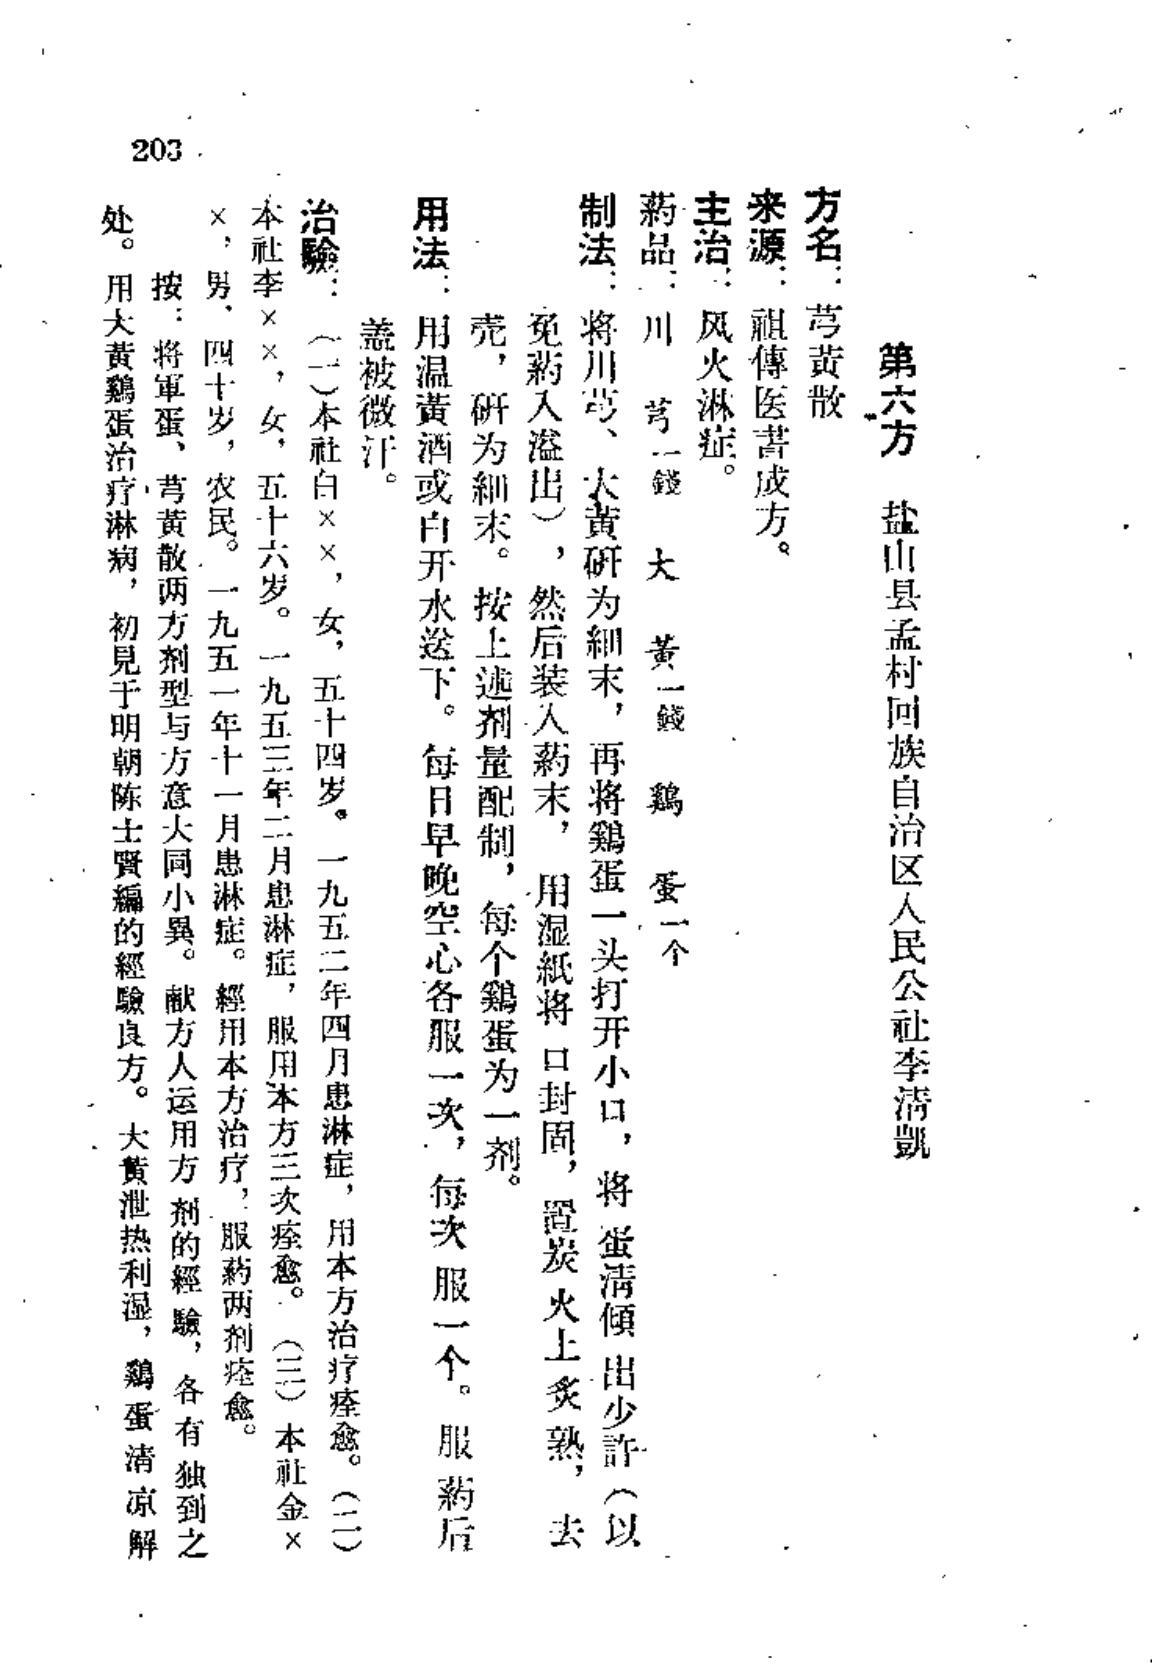 第六方　盐山县孟村回族自治区人民公社李清凱
方名：芎黄散
来源：祖傳医書成方。
主治：风火淋症。
葯品：川　芎一錢　大　黃一錢　鷄　蛋一个
制法：将川芎、大黃研为細末，再将鷄蛋一头打开小口，将蛋清傾出少許（以
免葯入溢出），然后装入葯末，用湿紙将口封固，置炭火上炙熟，去
壳，研为細末。按上述剂量配制，每个鷄蛋为一剂。
用法：用温黃酒或白开水送下。每日早晚空心各服一次，每次服一个。服葯后
盖被微汗。
治驗：（一）本社白××，女，五十四岁。一九五二年四月患淋症，用本方治疗痊愈。（二）
本社李××，女，五十六岁。一九五三年二月患淋症，服用本方三次痊愈。（三）本社金×
×，男，四十岁，农民。一九五一年十一月患淋症。經用本方治疗，服葯两剂痊愈。
按：将軍蛋、芎黃散两方剂型与方意大同小異。献方人运用方剂的經驗，各有独到之
处。用大黃鷄蛋治疗淋病，初見于明朝陈士賢編的經驗良方。大黃泄热利湿，鷄蛋清凉解
203